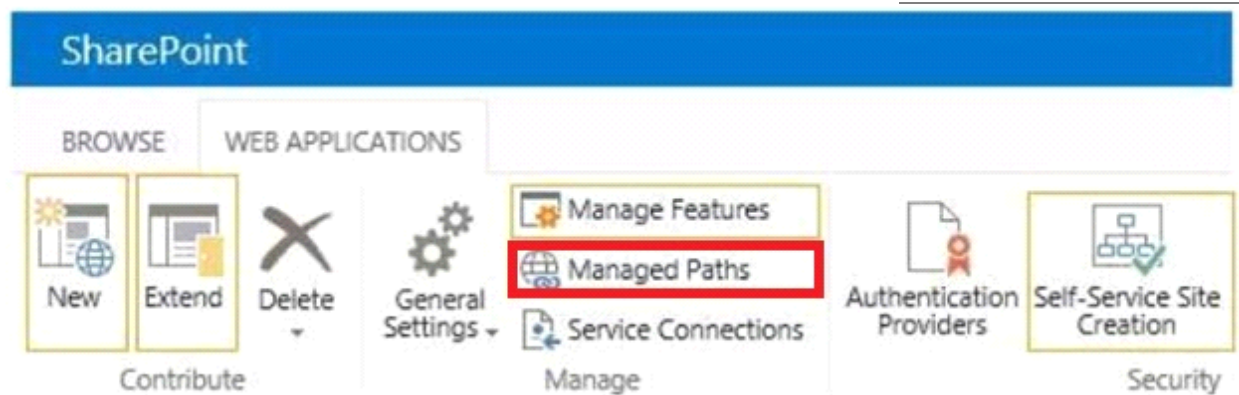 SharePoint
BROWSE WEB APPLICATIONS
New
Extend
Delete
General
Settings
Manage Features
Managed Paths
Service Connections
Authentication
Providers
Self-Service Site
Creation
Contribute
Manage
Security